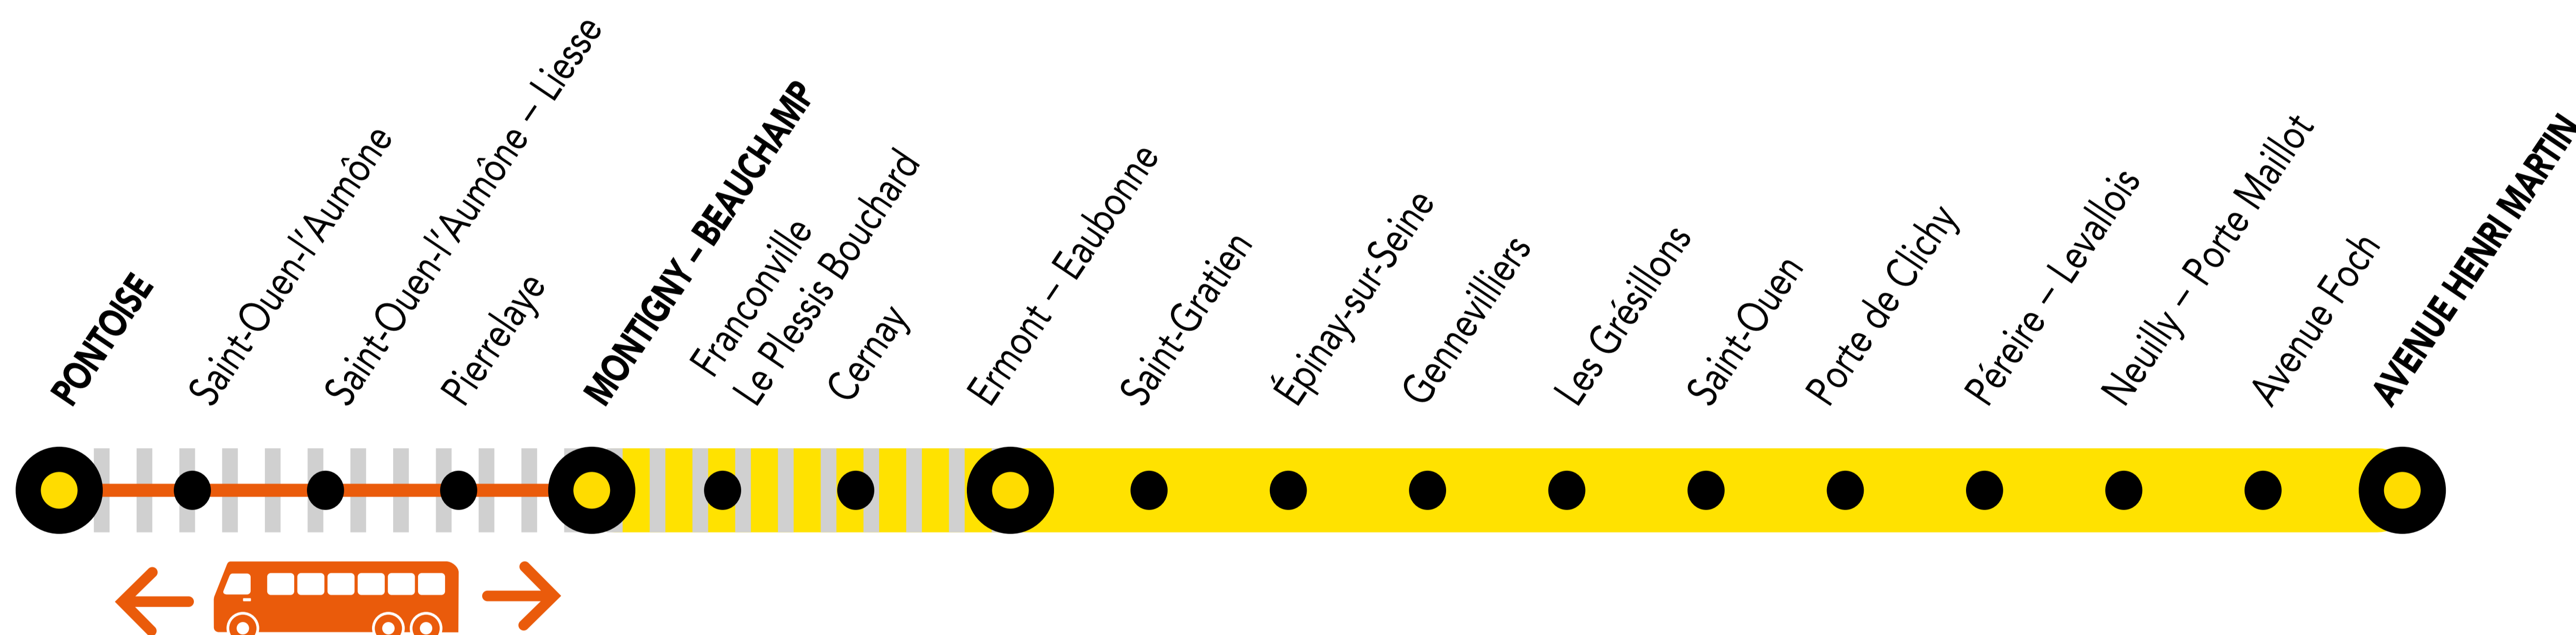 PONTOISE
Saint-Ouen-l'Aumône
Saint-Ouen-l'Aumône – Liesse
Pierrelaye
MONTIGNY – BEAUCHAMP
Franconville
Le Plessis Bouchard
Cernay
Ermont – Eaubonne
Saint-Gratien
Épinay-sur-Seine
Gennevilliers
Les Grésillons
Saint-Ouen
Porte de Clichy
Péreire – Levallois
Neuilly – Porte Maillot
Avenue Foch
AVENUE HENRI MARTIN